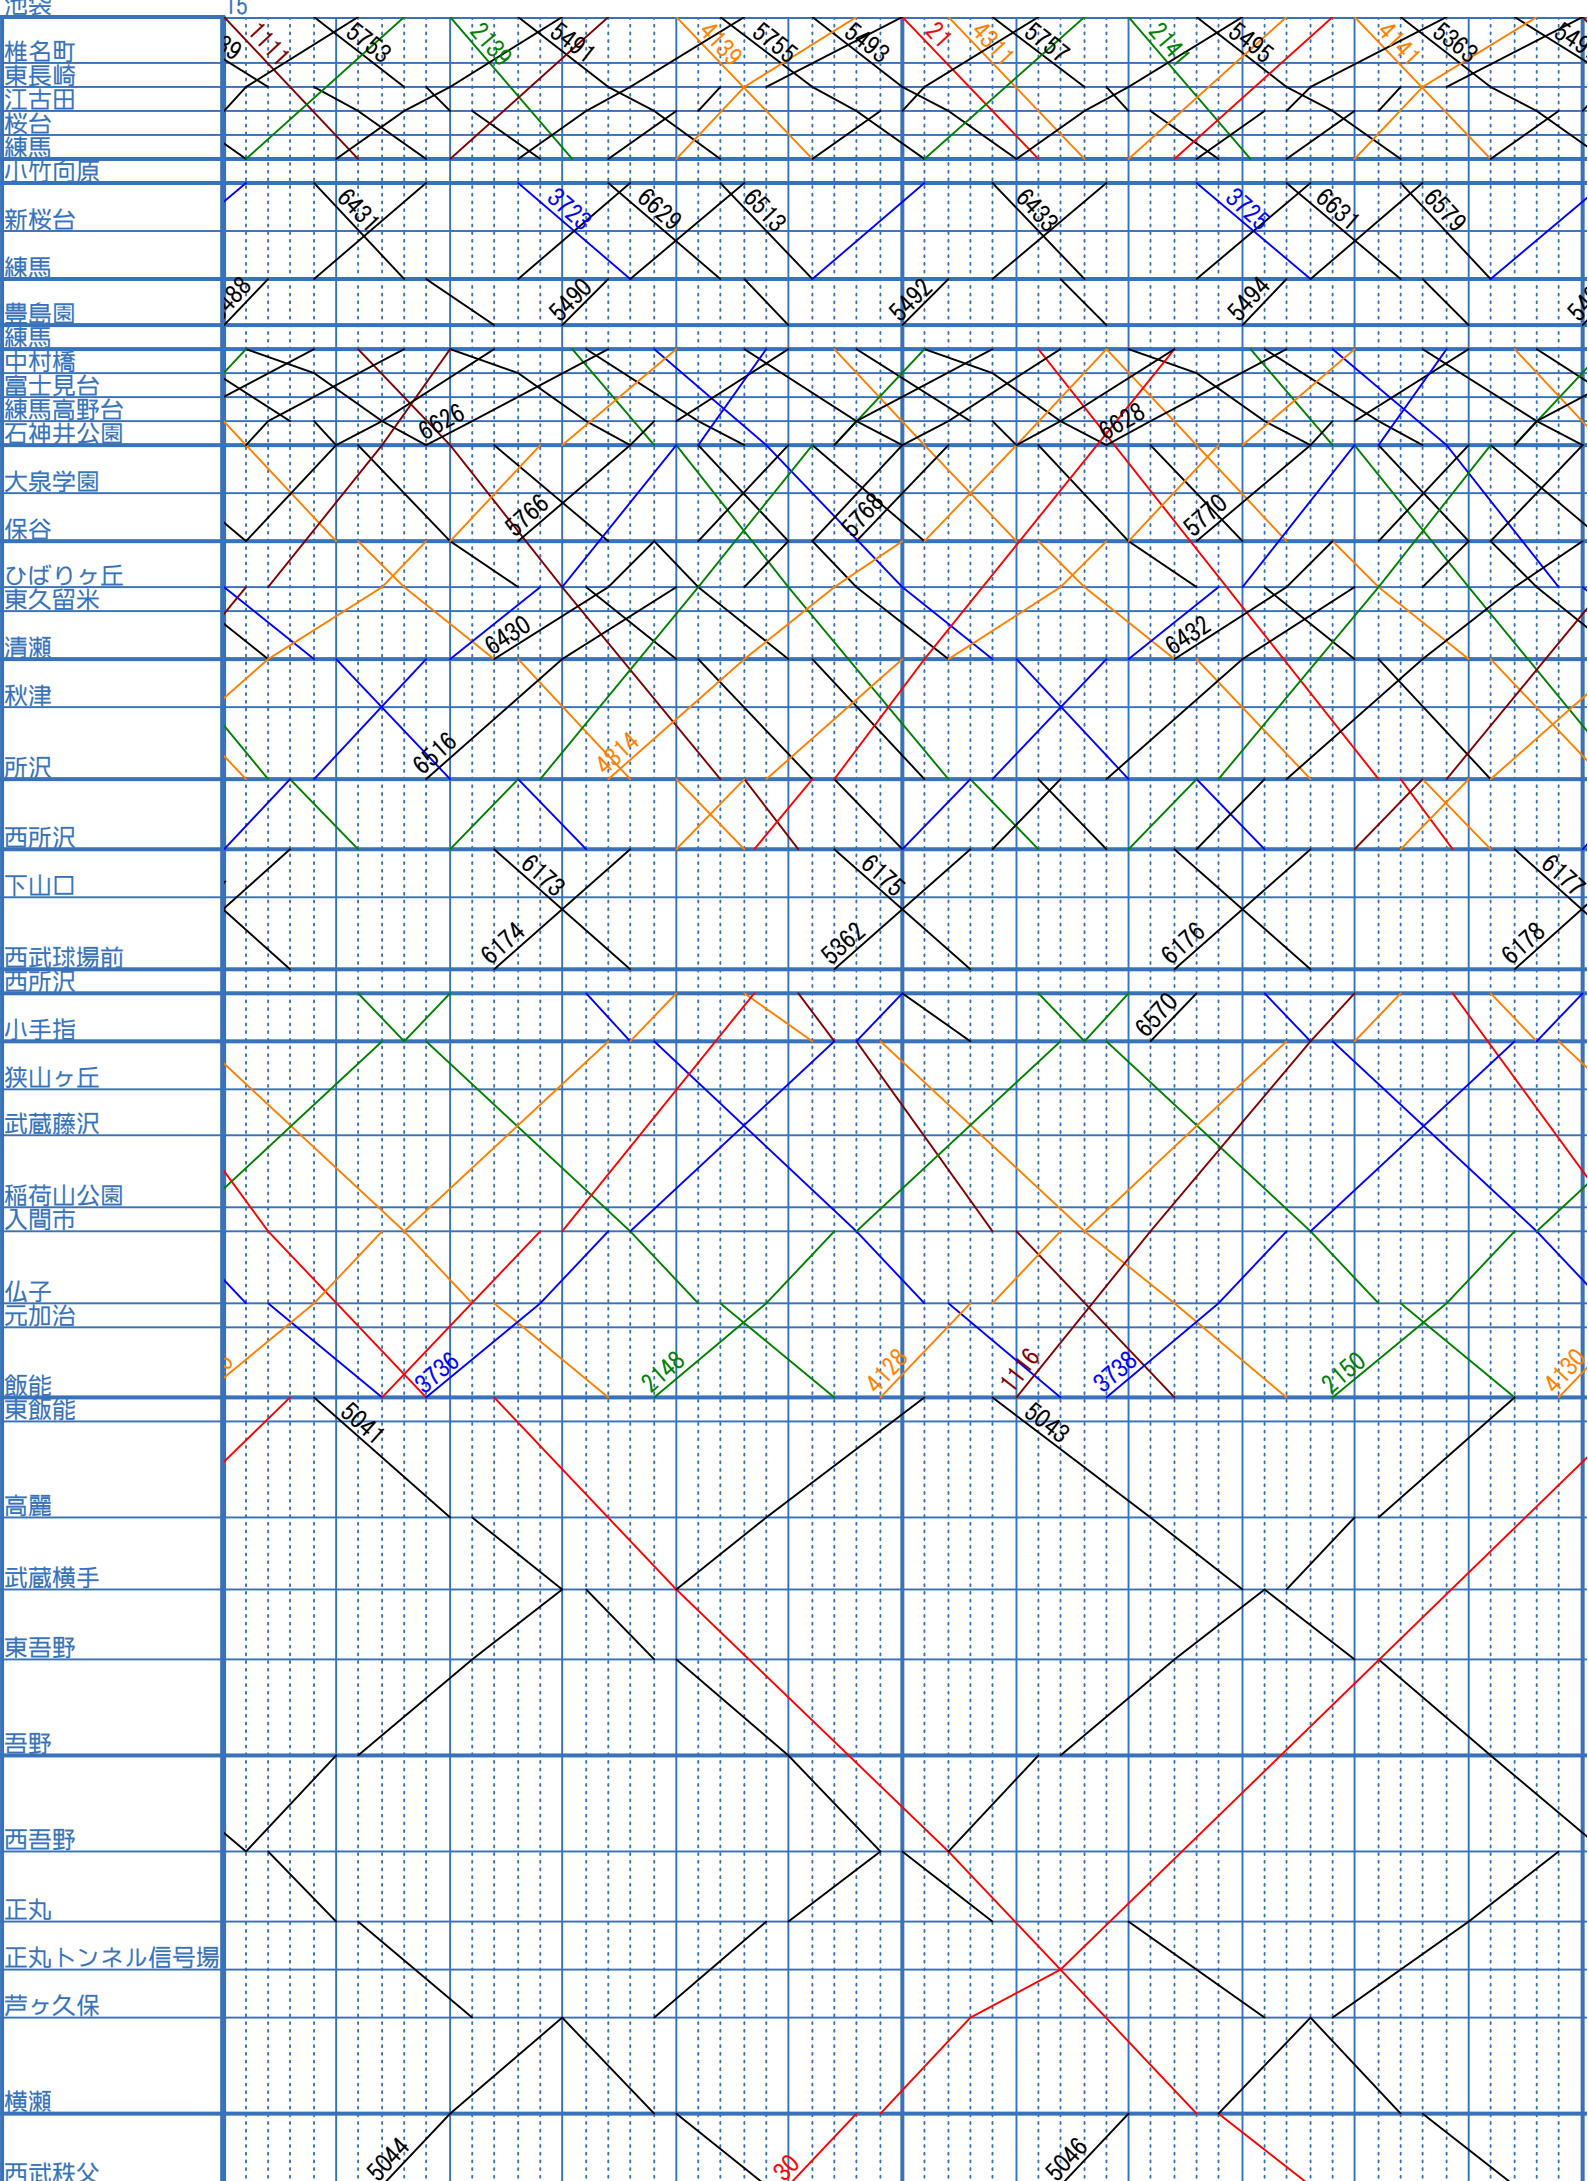 池袋 15
椎名町 39 1111 5753 2139 5491 4139 5755 5493 21 4311 5757 2141 5495 4141 5363
東長崎
江古田
桜台
練馬
小竹向原
新桜台 6431 3723 6629 6513 6433 3725 6631 6579
練馬
豊島園 488 5490 5492 5494
練馬
中村橋
富士見台
練馬高野台
石神井公園 6626 6628
大泉学園
保谷 5766 5768 5770
ひばりヶ丘
東久留米
清瀬 6430 6432
秋津
所沢 6516 4814
西所沢
下山口 6173 6175 6177
西武球場前 6174 5362 6176 6178
西所沢
小手指 6570
狭山ヶ丘
武蔵藤沢
稲荷山公園
入間市
仏子
元加治
飯能 3736 2148 4128 1116 3738 2150 4130
東飯能 5041 5043
高麗
武蔵横手
東吾野
吾野
西吾野
正丸
正丸トンネル信号場
芦ヶ久保
横瀬
西武秩父 5044 30 5046